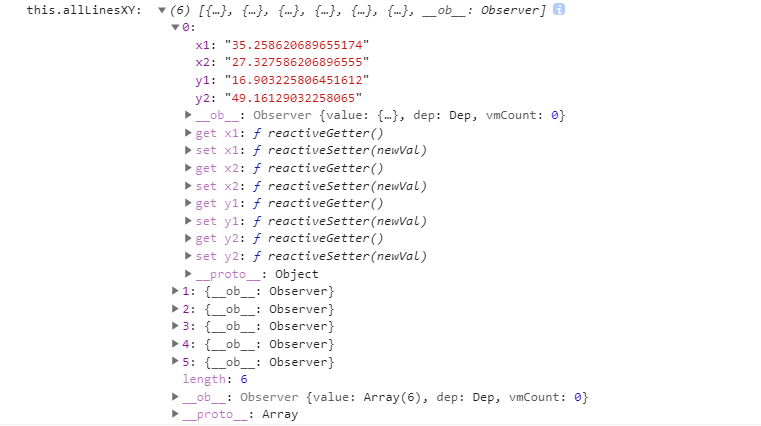 this.allLinesXY: ▼(6) [{…}, {…}, {…}, {…}, {…}, {…}, __ob__: Observer] i
▼0:
x1: "35.258620689655174"
x2: "27.327586206896555"
y1: "16.903225806451612"
y2: "49.16129032258065"
▶__ob__: Observer {value: {…}, dep: Dep, vmCount: 0}
▶get x1: ƒ reactiveGetter()
▶set x1: ƒ reactiveSetter(newVal)
▶get x2: ƒ reactiveGetter()
▶set x2: ƒ reactiveSetter(newVal)
▶get y1: ƒ reactiveGetter()
▶set y1: ƒ reactiveSetter(newVal)
▶get y2: ƒ reactiveGetter()
▶set y2: ƒ reactiveSetter(newVal)
▶__proto__: Object
▶1: {__ob__: Observer}
▶2: {__ob__: Observer}
▶3: {__ob__: Observer}
▶4: {__ob__: Observer}
▶5: {__ob__: Observer}
length: 6
▶__ob__: Observer {value: Array(6), dep: Dep, vmCount: 0}
▶__proto__: Array